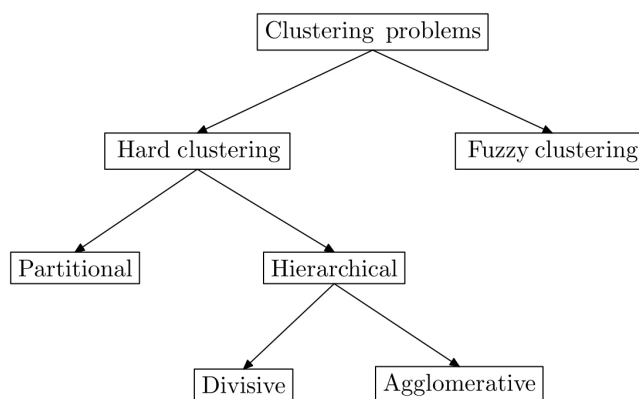 Clustering problems
Hard clustering
Fuzzy clustering
Partitional
Hierarchical
Divisive
Agglomerative